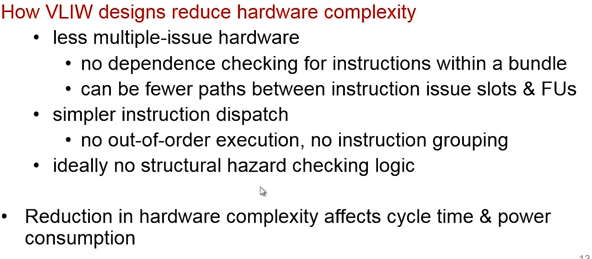 How VLIW designs reduce hardware complexity
• less multiple-issue hardware
• no dependence checking for instructions within a bundle
• can be fewer paths between instruction issue slots & FUs
• simpler instruction dispatch
• no out-of-order execution, no instruction grouping
• ideally no structural hazard checking logic
• Reduction in hardware complexity affects cycle time & power
consumption